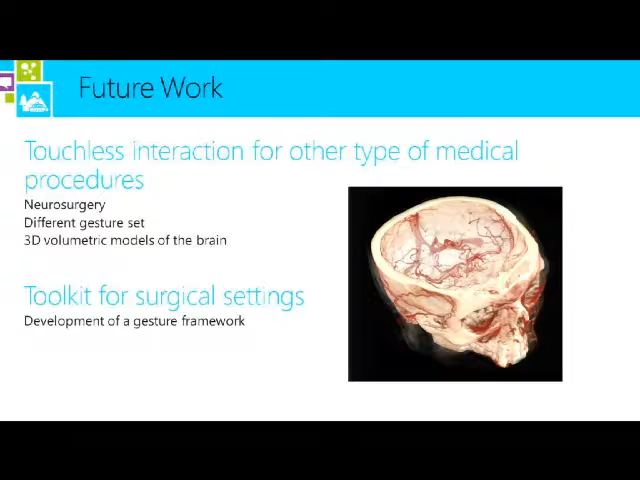 Future Work
Touchless interaction for other type of medical
procedures
Neurosurgery
Different gesture set
3D volumetric models of the brain
Toolkit for surgical settings
Development of a gesture framework